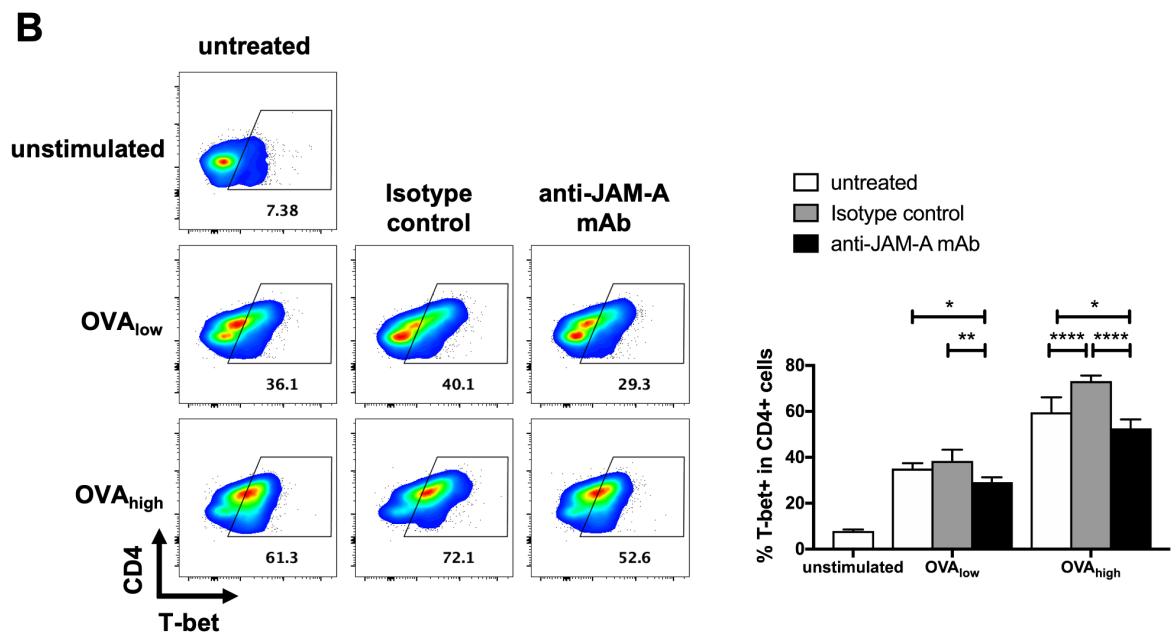 B
untreated
unstimulated
7.38
Isotype
control
anti-JAM-A
mAb
OVAlow
36.1
40.1
29.3
OVAhigh
61.3
72.1
52.6
CD4
T-bet
untreated
Isotype control
anti-JAM-A mAb
* *
** **** ****
% T-bet+ in CD4+ cells
80
60
40
20
0
unstimulated OVAlow OVAhigh